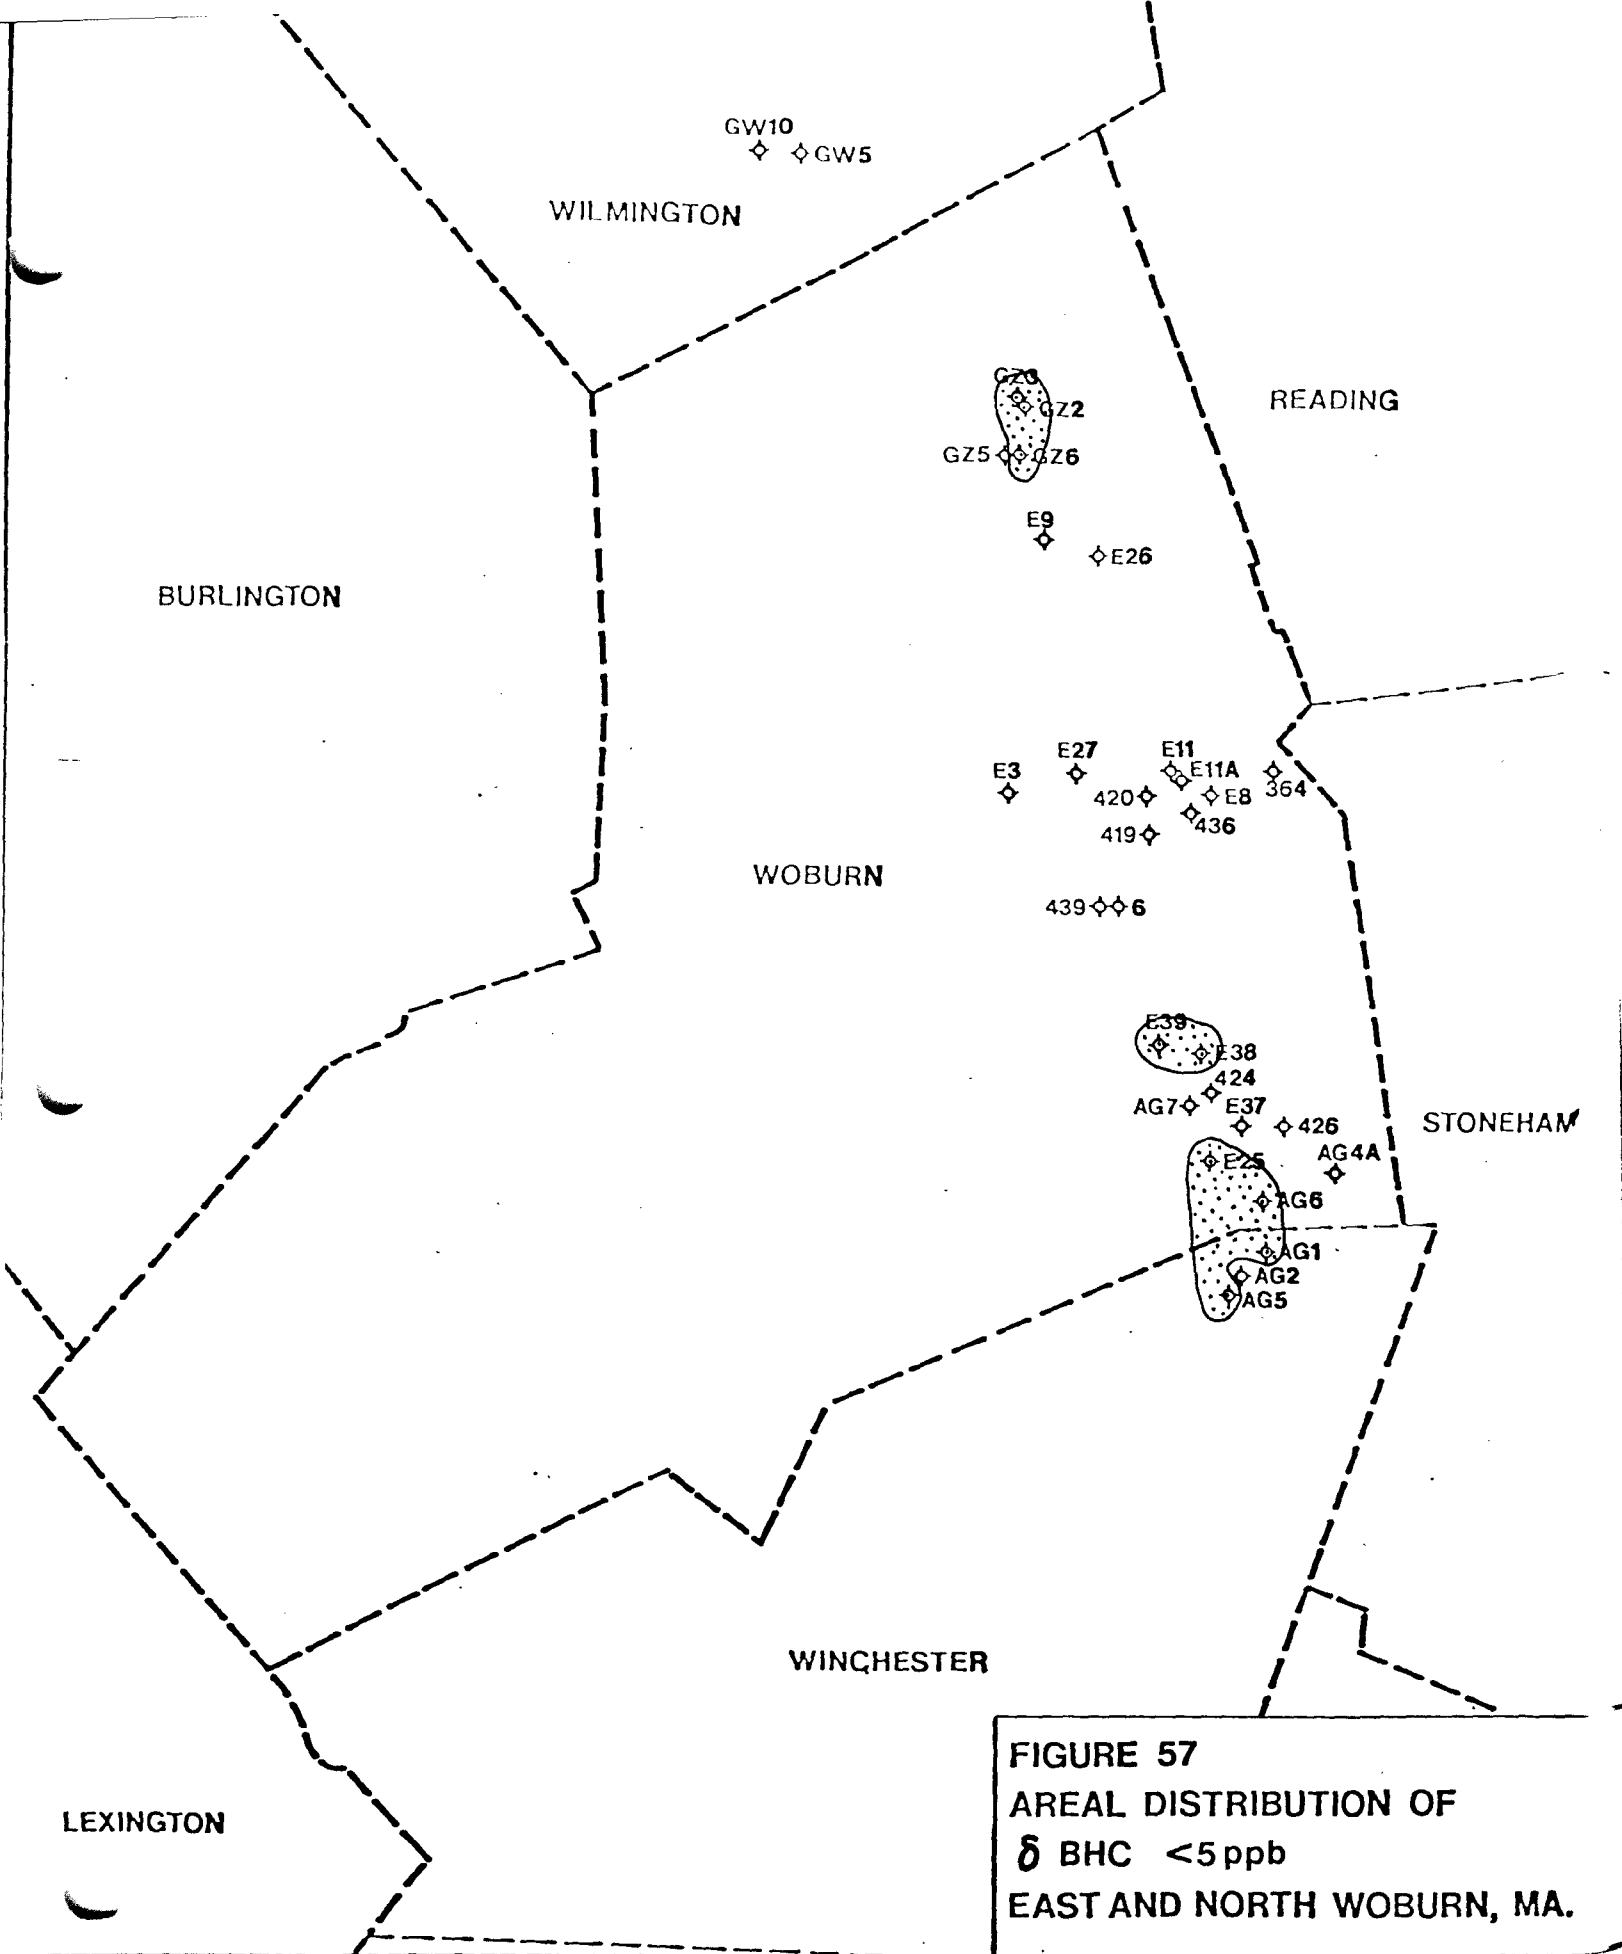 GW10
GW5
WILMINGTON
READING
GZ2
GZ5
GZ6
E9
E26
BURLINGTON
E27
E11
E3
E11A
420
E8
364
436
419
WOBURN
439
6
E39
E38
424
AG7
E37
426
STONEHAM
AG4A
E25
AG6
AG1
AG2
AG5
WINCHESTER
LEXINGTON
FIGURE 57
AREAL DISTRIBUTION OF
δ BHC <5ppb
EAST AND NORTH WOBURN, MA.